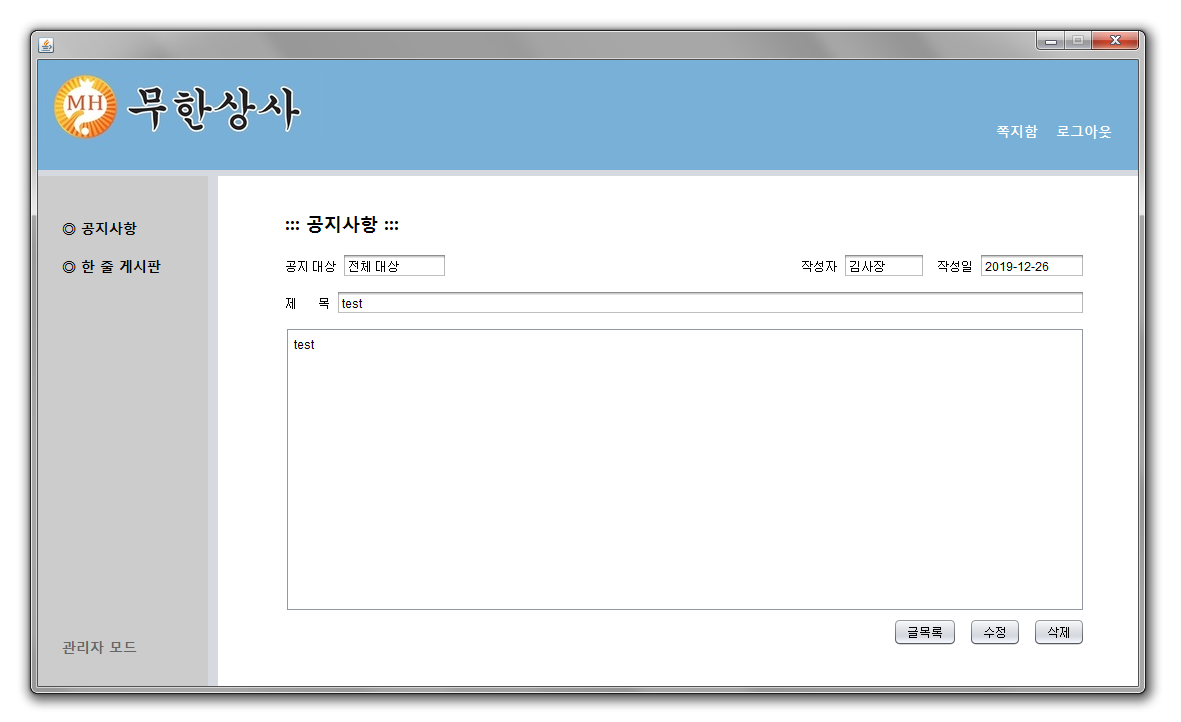 MH 무한상사
쪽지함 로그아웃
◎ 공지사항
◎ 한 줄 게시판
관리자 모드
::: 공지사항 :::
공지 대상 전체 대상 작성자 김사장 작성일 2019-12-26
제 목 test
test
글목록 수정 삭제